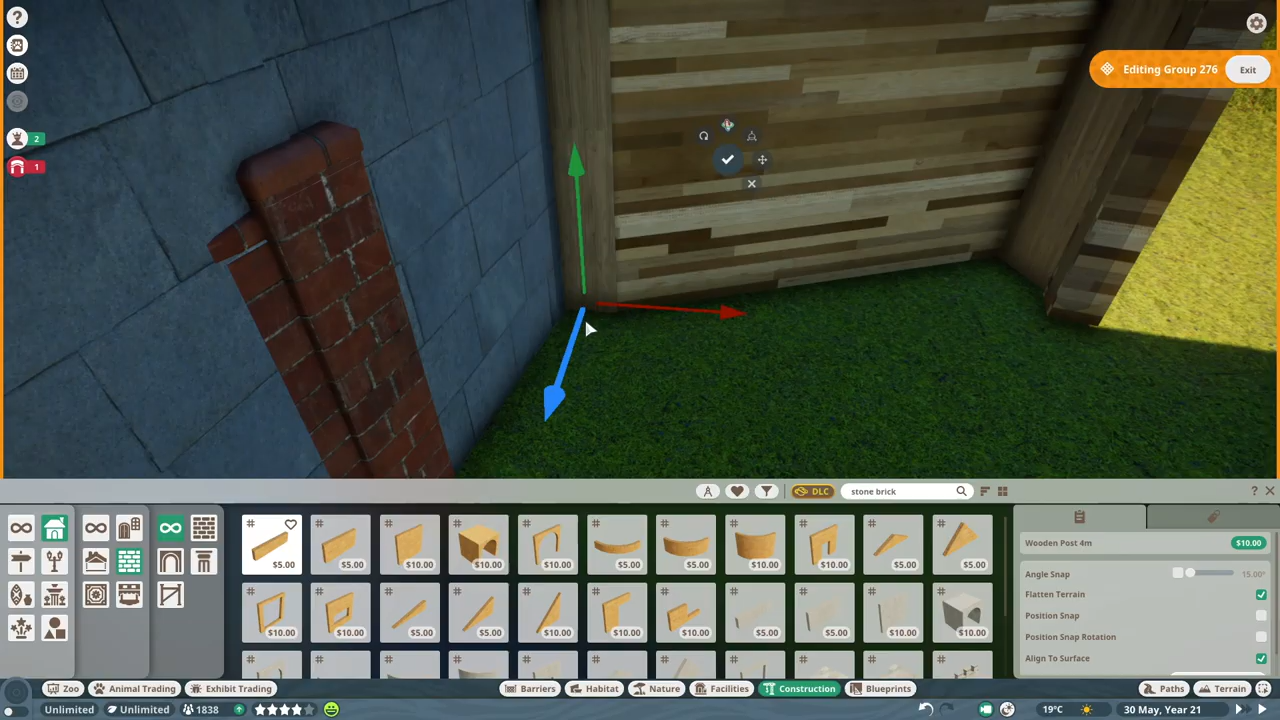 ?
2
1
Editing Group 276
Exit
DLC
stone brick
? ×
$5.00
$5.00
$10.00
$10.00
$10.00
$5.00
$5.00
$10.00
$10.00
$5.00
$5.00
$10.00
$10.00
$5.00
$5.00
$10.00
$10.00
$10.00
$5.00
$5.00
$10.00
$10.00
Wooden Post 4m
$10.00
Angle Snap
15.00°
Flatten Terrain
Position Snap
Position Snap Rotation
Align To Surface
Zoo
Animal Trading
Exhibit Trading
Barriers
Habitat
Nature
Facilities
Construction
Blueprints
Paths
Terrain
Unlimited
Unlimited
1838
19°C
30 May, Year 21